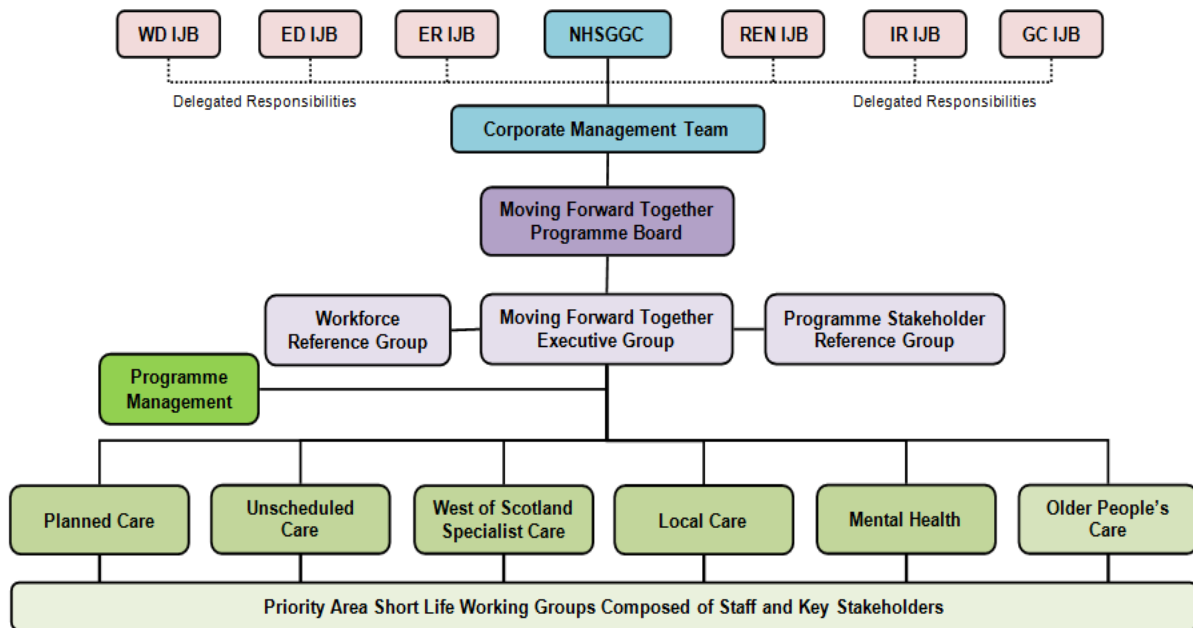 WD IJB
ED IJB
ER IJB
NHSGGC
REN IJB
IR IJB
GC IJB
Delegated Responsibilities
Delegated Responsibilities
Corporate Management Team
Moving Forward Together
Programme Board
Workforce
Reference Group
Moving Forward Together
Executive Group
Programme Stakeholder
Reference Group
Programme
Management
Planned Care
Unscheduled
Care
West of Scotland
Specialist Care
Local Care
Mental Health
Older People's
Care
Priority Area Short Life Working Groups Composed of Staff and Key Stakeholders